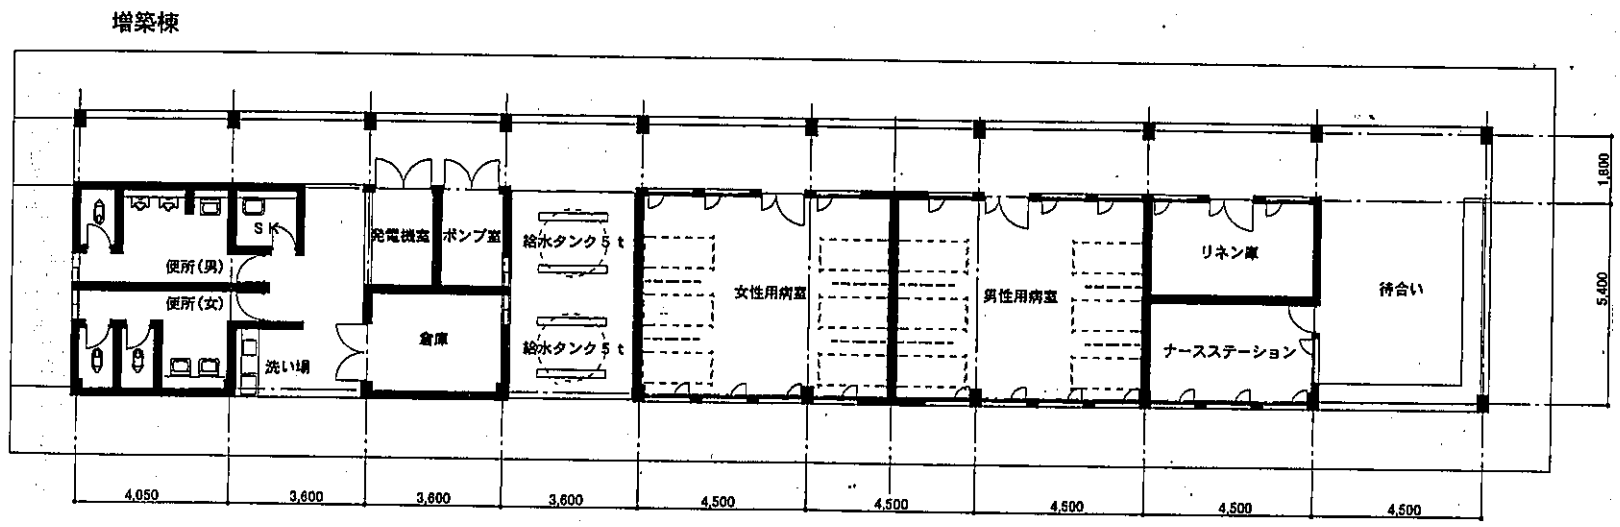 増築棟
1,800
SK
発電機室
ポンプ室
給水タンク5t
リネン庫
便所(男)
女性用病室
男性用病室
待合い
5,400
便所(女)
倉庫
給水タンク5t
ナースステーション
洗い場
4,050
3,600
3,600
3,600
4,500
4,500
4,500
4,500
4,500